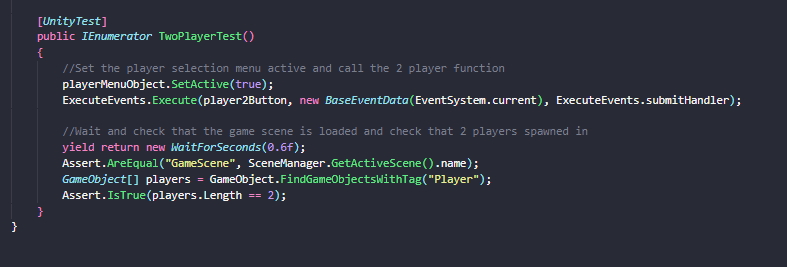 [UnityTest]
public IEnumerator TwoPlayerTest()
{
//Set the player selection menu active and call the 2 player function
playerMenuObject.SetActive(true);
ExecuteEvents.Execute(player2Button, new BaseEventData(EventSystem.current), ExecuteEvents.submitHandler);
//Wait and check that the game scene is loaded and check that 2 players spawned in
yield return new WaitForSeconds(0.6f);
Assert.AreEqual("GameScene", SceneManager.GetActiveScene().name);
GameObject[] players = GameObject.FindGameObjectsWithTag("Player");
Assert.IsTrue(players.Length == 2);
}
}